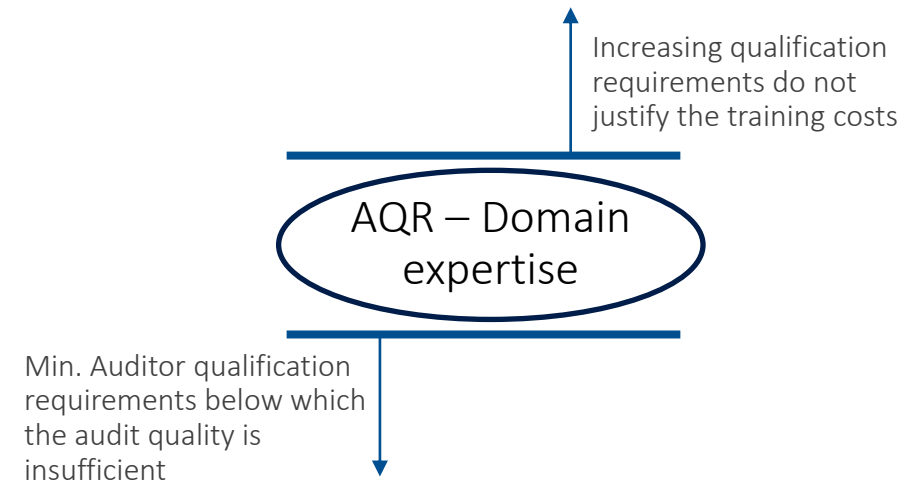 Increasing qualification
requirements do not
justify the training costs
AQR – Domain
expertise
Min. Auditor qualification
requirements below which
the audit quality is
insufficient